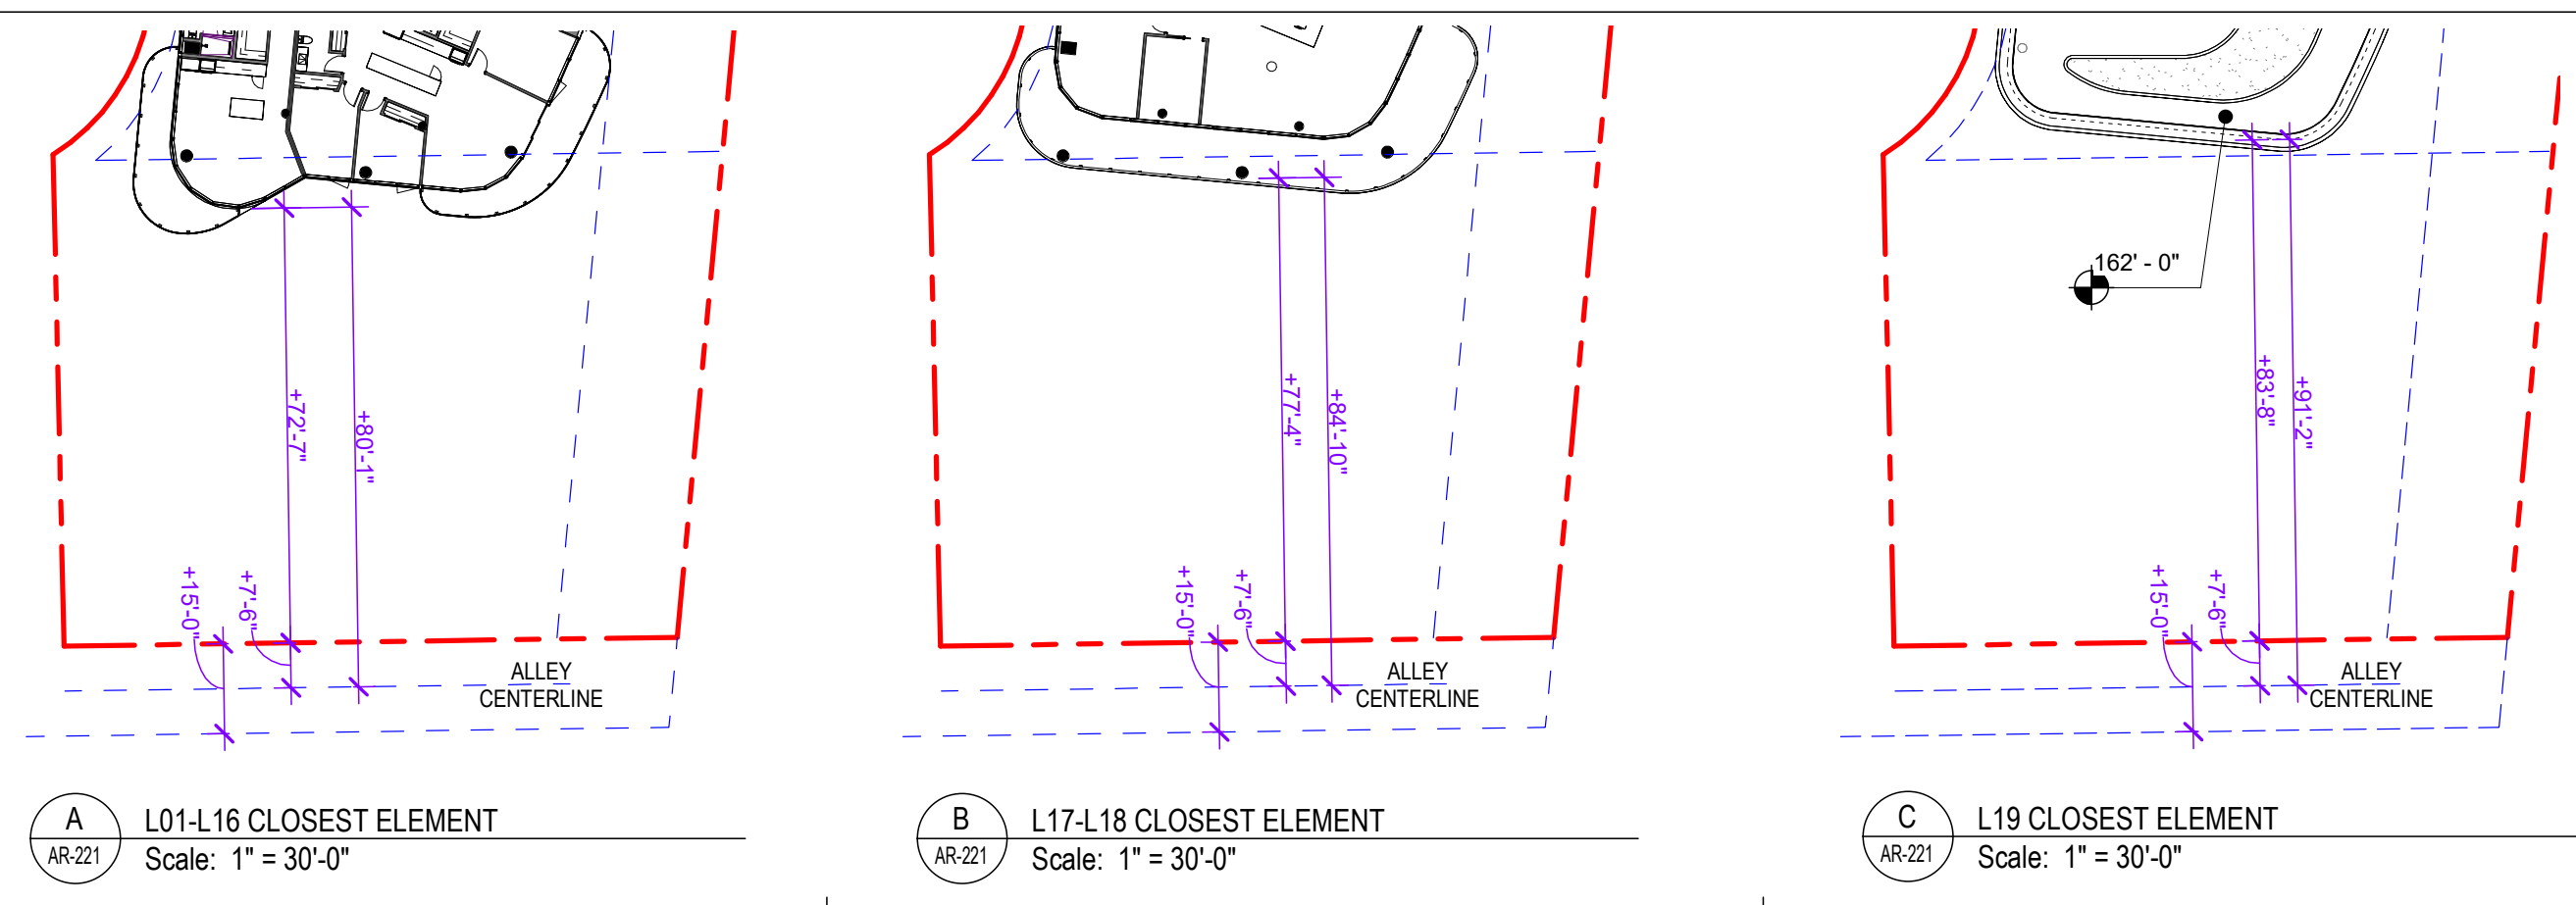 +72'-7"
+80'-1"
+15'-0"
+7'-6"
ALLEY
CENTERLINE
A
AR-221
L01-L16 CLOSEST ELEMENT
Scale: 1" = 30'-0"
+77'-4"
+84'-10"
+15'-0"
+7'-6"
ALLEY
CENTERLINE
B
AR-221
L17-L18 CLOSEST ELEMENT
Scale: 1" = 30'-0"
162' - 0"
+83'-8"
+91'-2"
+15'-0"
+7'-6"
ALLEY
CENTERLINE
C
AR-221
L19 CLOSEST ELEMENT
Scale: 1" = 30'-0"